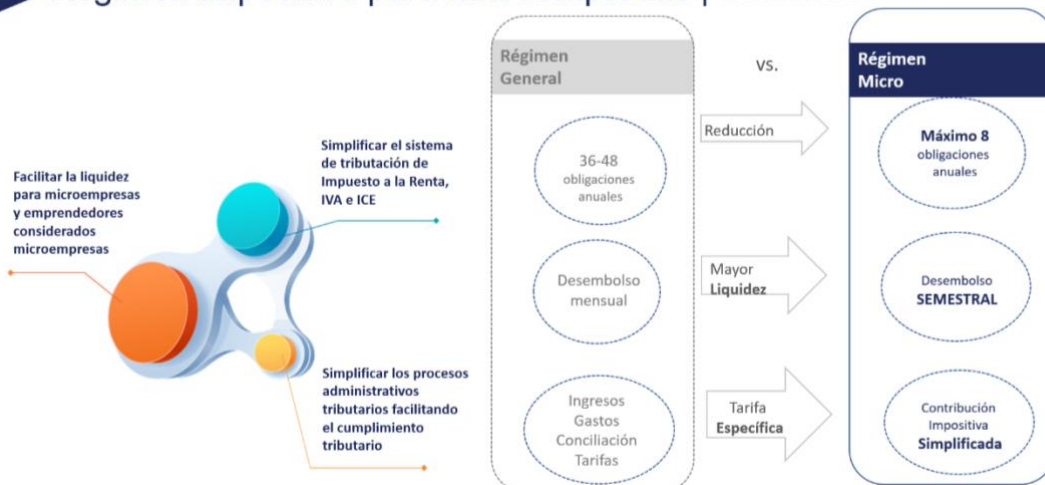 Facilitar la liquidez
para microempresas
y emprendedores
considerados
microempresas
Simplificar el sistema
de tributación de
Impuesto a la Renta,
IVA e ICE
Simplificar los procesos
administrativos
tributarios facilitando
el cumplimiento
tributario
Régimen
General
36-48
obligaciones
anuales
Desembolso
mensual
Ingresos
Gastos
Conciliación
Tarifas
vs.
Reducción
Mayor
Liquidez
Tarifa
Específica
Régimen
Micro
Máximo 8
obligaciones
anuales
Desembolso
SEMESTRAL
Contribución
Impositiva
Simplificada